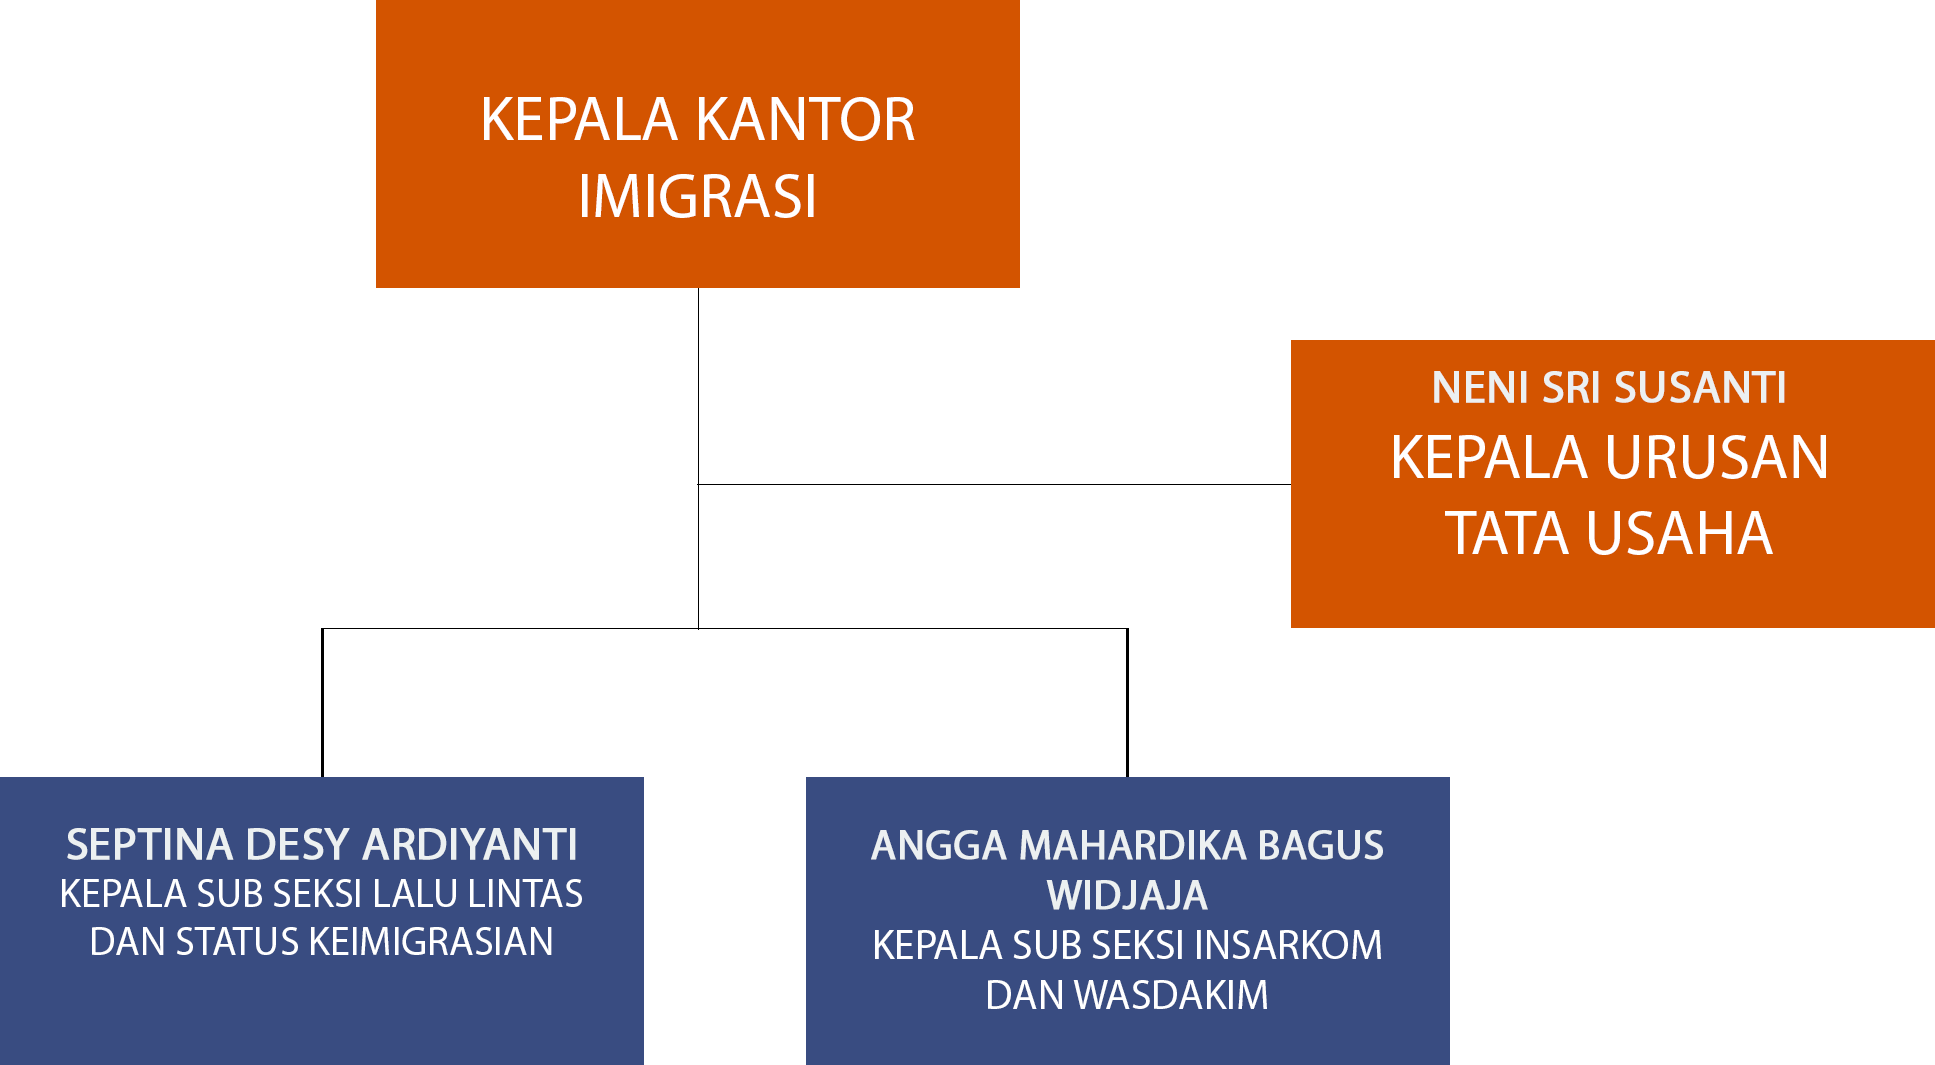 KEPALA KANTOR
IMIGRASI
NENI SRI SUSANTI
KEPALA URUSAN
TATA USAHA
SEPTINA DESY ARDIYANTI
KEPALA SUB SEKSI LALU LINTAS
DAN STATUS KEIMIGRASIAN
ANGGA MAHARDIKA BAGUS
WIDJAJA
KEPALA SUB SEKSI INSARKOM
DAN WASDAKIM